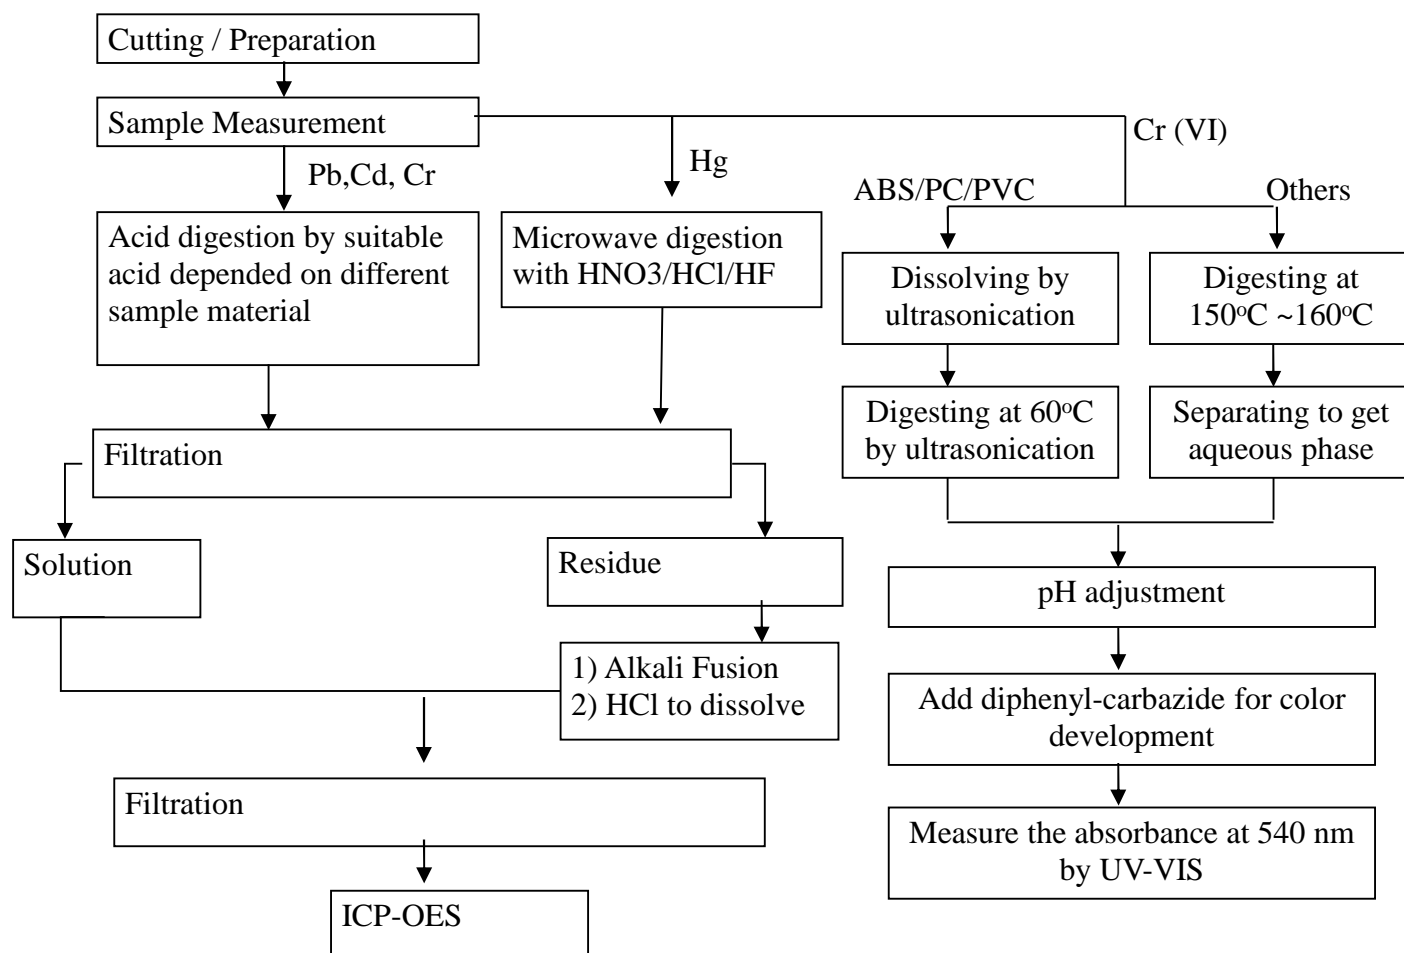 Cutting / Preparation
Sample Measurement
Pb,Cd, Cr
Hg
Cr (VI)
ABS/PC/PVC
Others
Acid digestion by suitable
acid depended on different
sample material
Microwave digestion
with HNO3/HCl/HF
Dissolving by
ultrasonication
Digesting at
150ºC ~160ºC
Digesting at 60ºC
by ultrasonication
Separating to get
aqueous phase
Filtration
Solution
Residue
1) Alkali Fusion
2) HCl to dissolve
pH adjustment
Add diphenyl-carbazide for color
development
Measure the absorbance at 540 nm
by UV-VIS
Filtration
ICP-OES